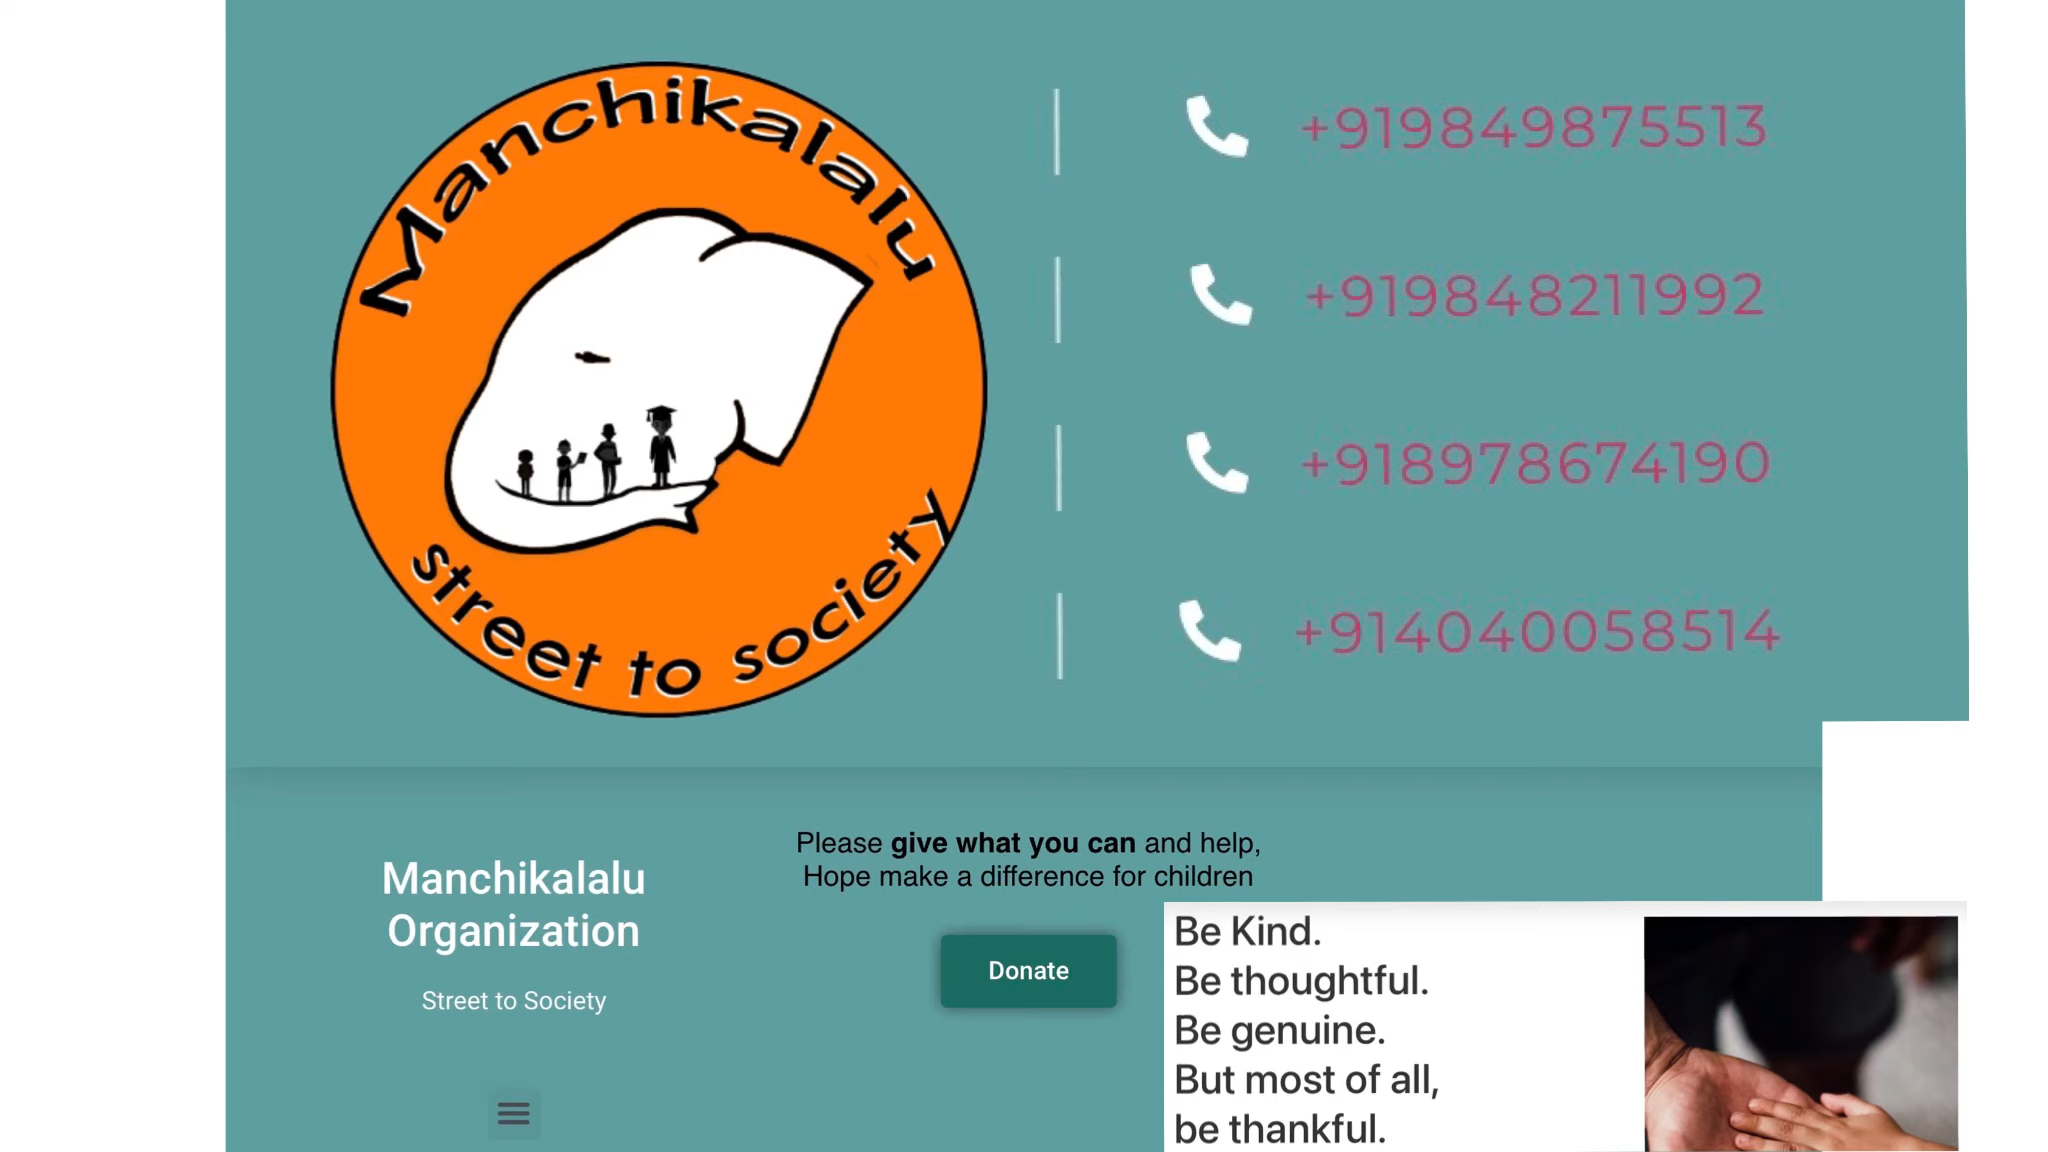 Manchikalalu
street to society
+919849875513
+919848211992
+918978674190
+914040058514
Manchikalalu
Organization
Street to Society
Please give what you can and help,
Hope make a difference for children
Donate
Be Kind.
Be thoughtful.
Be genuine.
But most of all,
be thankful.